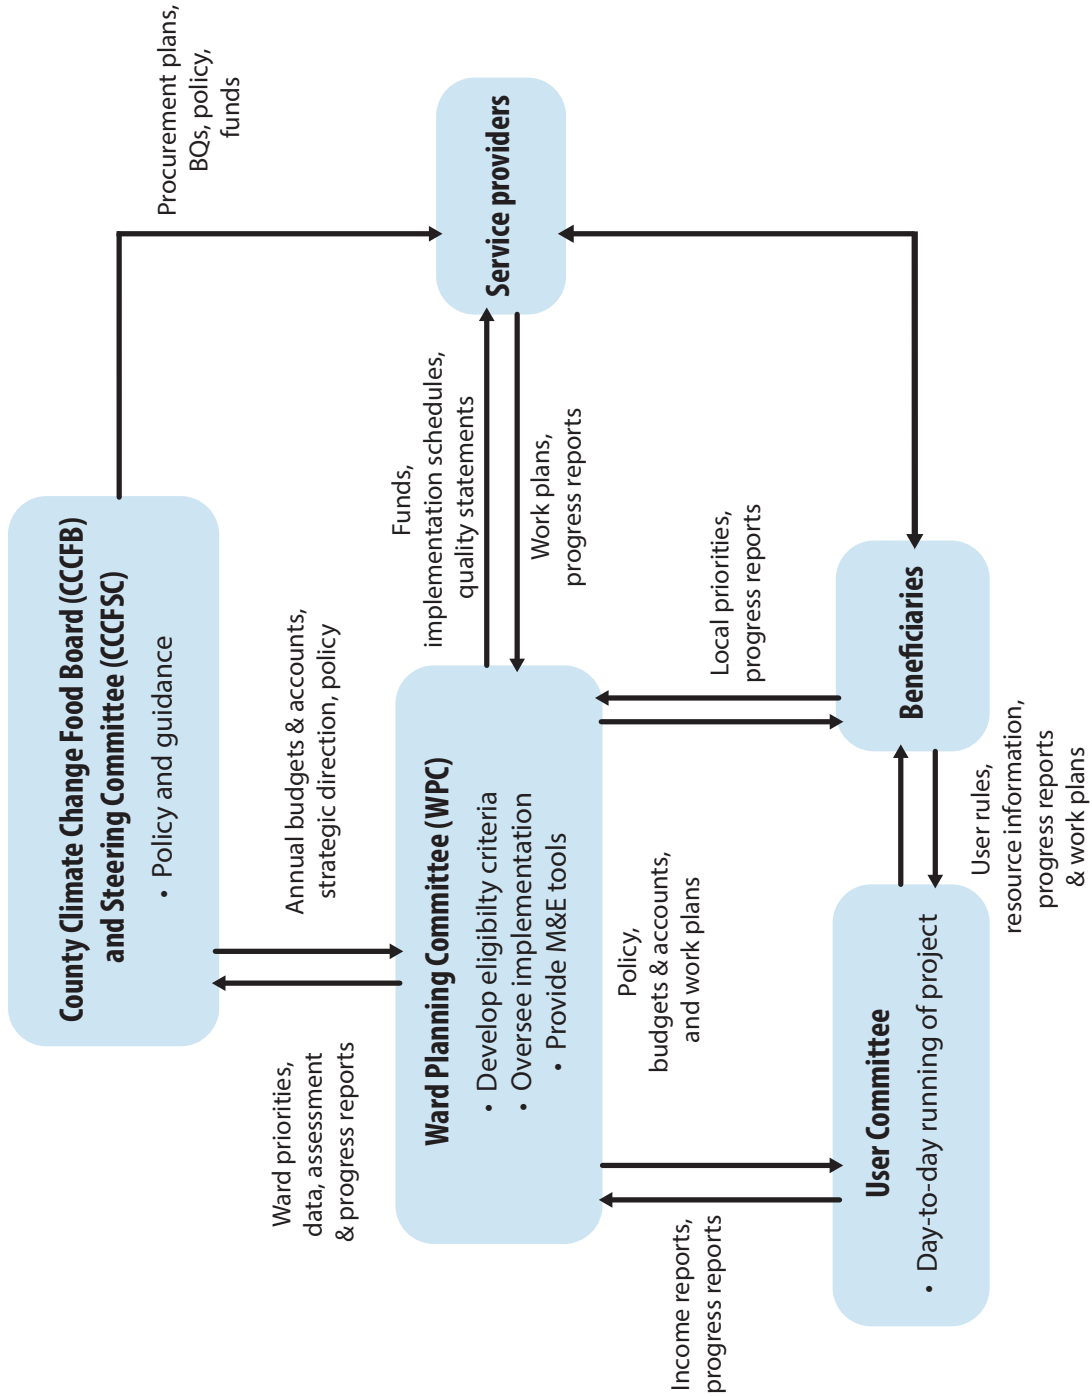 County Climate Change Food Board (CCCFB)
and Steering Committee (CCCFSC)
• Policy and guidance
Procurement plans,
BQs, policy,
funds
Ward priorities,
data, assessment
& progress reports
Annual budgets & accounts,
strategic direction, policy
Ward Planning Committee (WPC)
• Develop eligibilty criteria
• Oversee implementation
• Provide M&E tools
Funds,
implementation schedules,
quality statements
Work plans,
progress reports
Service providers
Income reports,
progress reports
Policy,
budgets & accounts,
and work plans
Local priorities,
progress reports
User Committee
• Day-to-day running of project
User rules,
resource information,
progress reports
& work plans
Beneficiaries